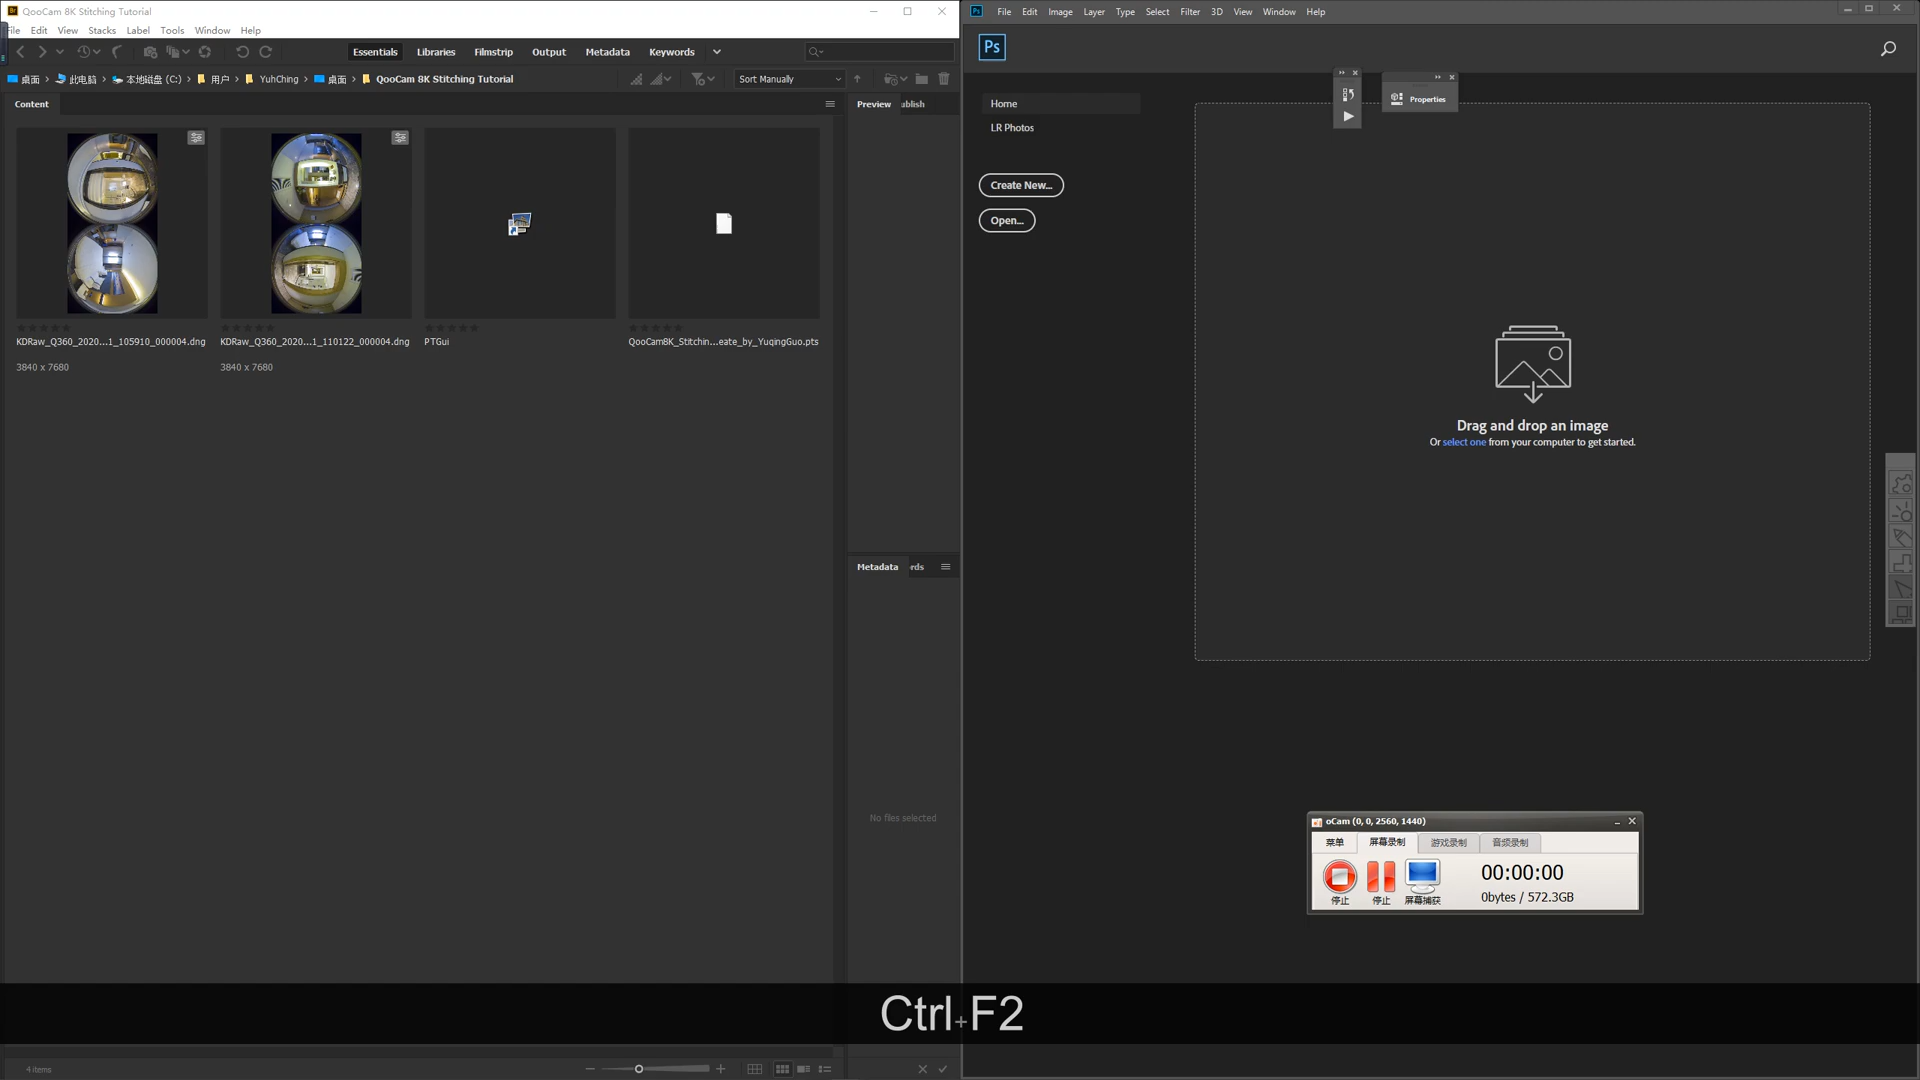 QooCam 8K Stitching Tutorial
File Edit View Stacks Label Tools Window Help
Essentials Libraries Filmstrip Output Metadata Keywords
桌面 此电脑 本地磁盘 (C:) 用户 YuhChing 桌面 QooCam 8K Stitching Tutorial
Sort Manually
Content
Preview ublish
KDRaw_Q360_2020...1_105910_000004.dng
3840 x 7680
KDRaw_Q360_2020...1_110122_000004.dng
3840 x 7680
PTGui
QooCam8K_Stitchin...eate_by_YuqingGuo.pts
Metadata rds
No files selected
4 items
Ps File Edit Image Layer Type Select Filter 3D View Window Help
Ps
Properties
Home
LR Photos
Create New...
Open...
Drag and drop an image
Or select one from your computer to get started.
oCam (0, 0, 2560, 1440)
菜单 屏幕录制 游戏录制 音频录制
停止 停止 屏幕捕获
00:00:00
0bytes / 572.3GB
Ctrl+F2